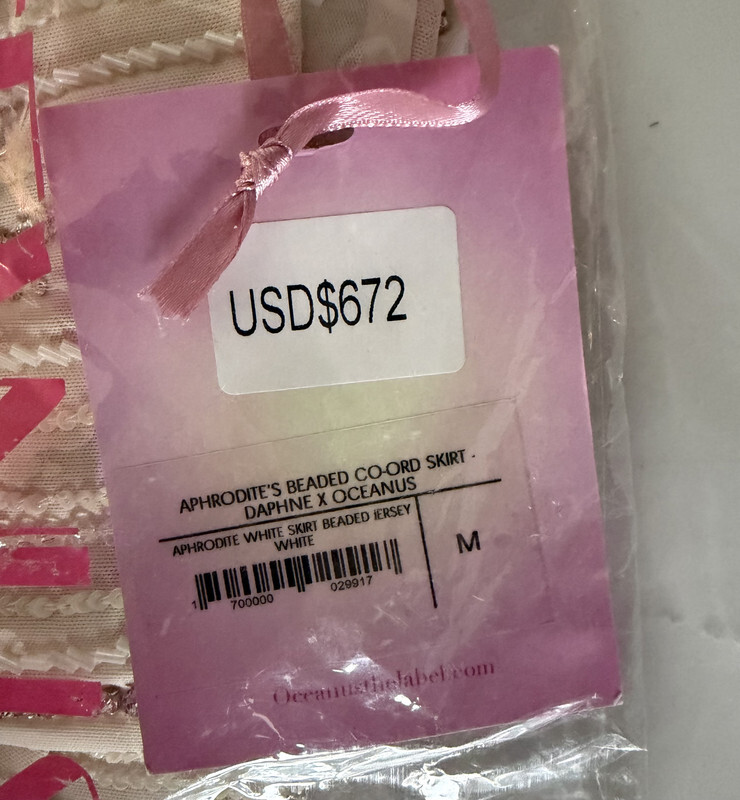 USD$672
APHRODITE'S BEADED CO-ORD SKIRT -
DAPHNE X OCEANUS
APHRODITE WHITE SKIRT BEADED JERSEY
WHITE
M
1 700000 029917
Oceanusthelabel.com